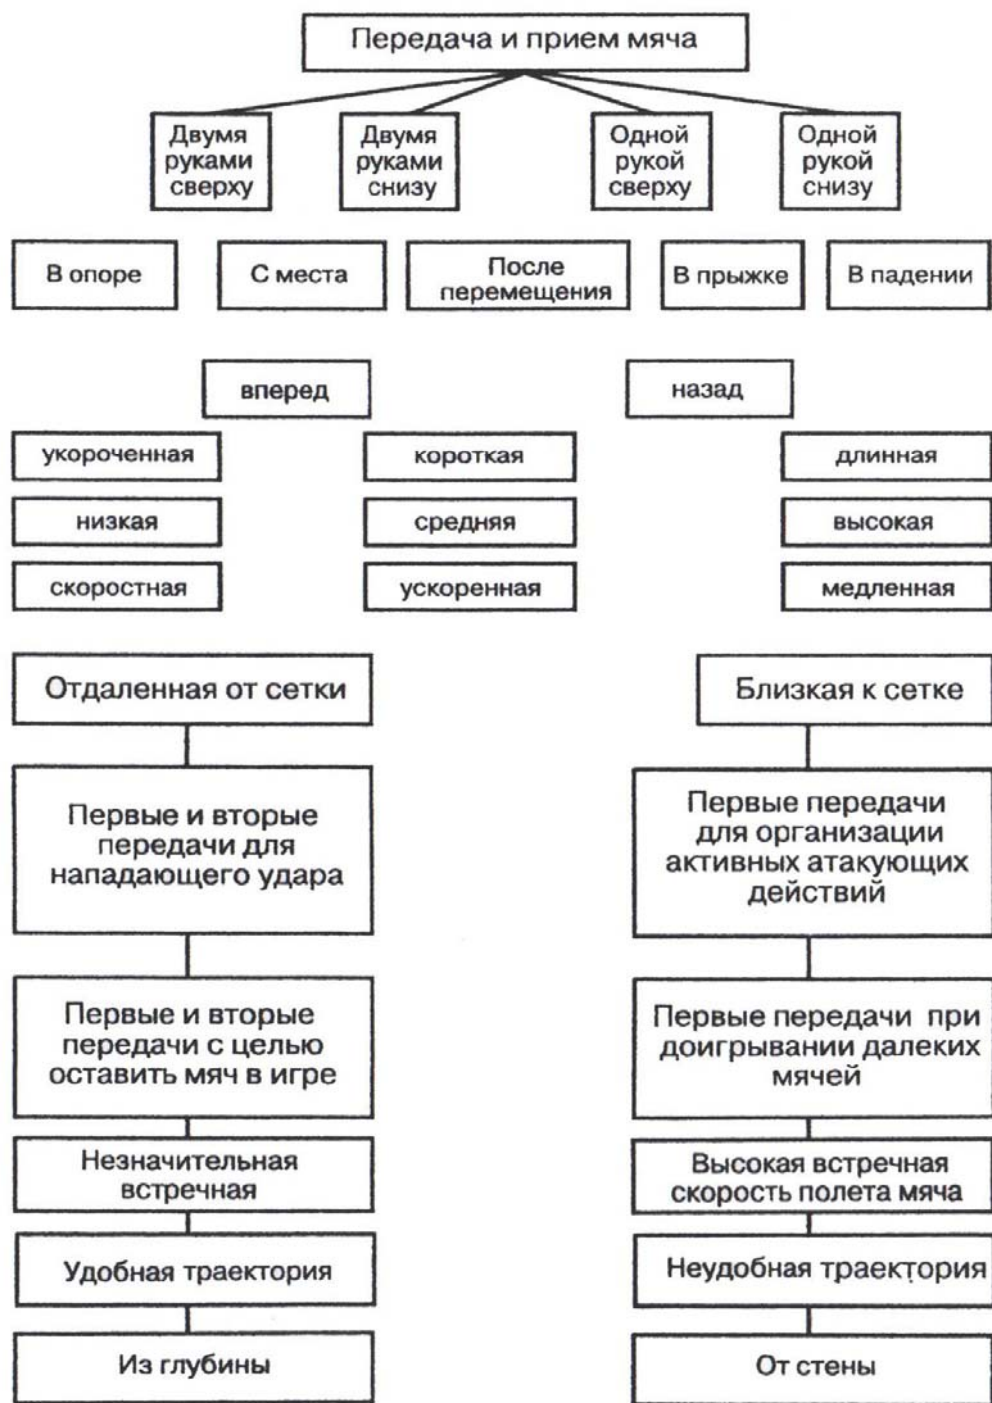 Передача и прием мяча
Двумя
руками
сверху
Двумя
руками
снизу
Одной
рукой
сверху
Одной
рукой
снизу
В опоре
С места
После
перемещения
В прыжке
В падении
вперед
назад
укороченная
короткая
длинная
низкая
средняя
высокая
скоростная
ускоренная
медленная
Отдаленная от сетки
Близкая к сетке
Первые и вторые
передачи для
нападающего удара
Первые передачи
для организации
активных атакующих
действий
Первые и вторые
передачи с целью
оставить мяч в игре
Первые передачи при
доигрывании далеких
мячей
Незначительная
встречная
Высокая встречная
скорость полета мяча
Удобная траектория
Неудобная траектория
Из глубины
От стены